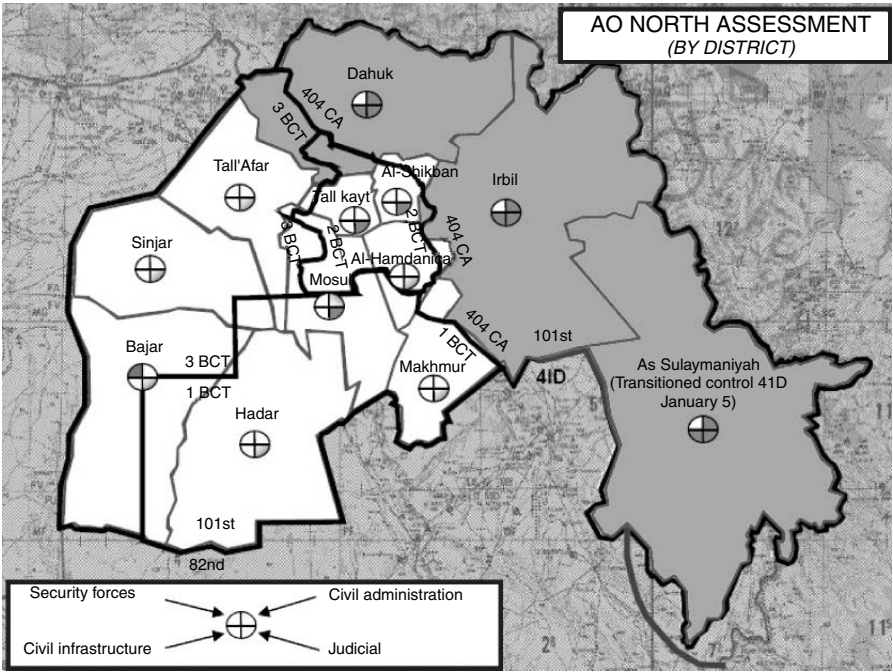 AO NORTH ASSESSMENT
(BY DISTRICT)
Dahuk
404 CA
3 BCT
Tall'Afar
Al-Shikban
Tall kayt
Irbil
2 BCT
404 CA
3 BCT
2 BCT
Sinjar
Al-Hamdanica
Mosul
404 CA
101st
1 BCT
Bajar
3 BCT
1 BCT
Makhmur
4ID
As Sulaymaniyah
(Transitioned control 41D
January 5)
Hadar
101st
82nd
Security forces
Civil administration
Civil infrastructure
Judicial